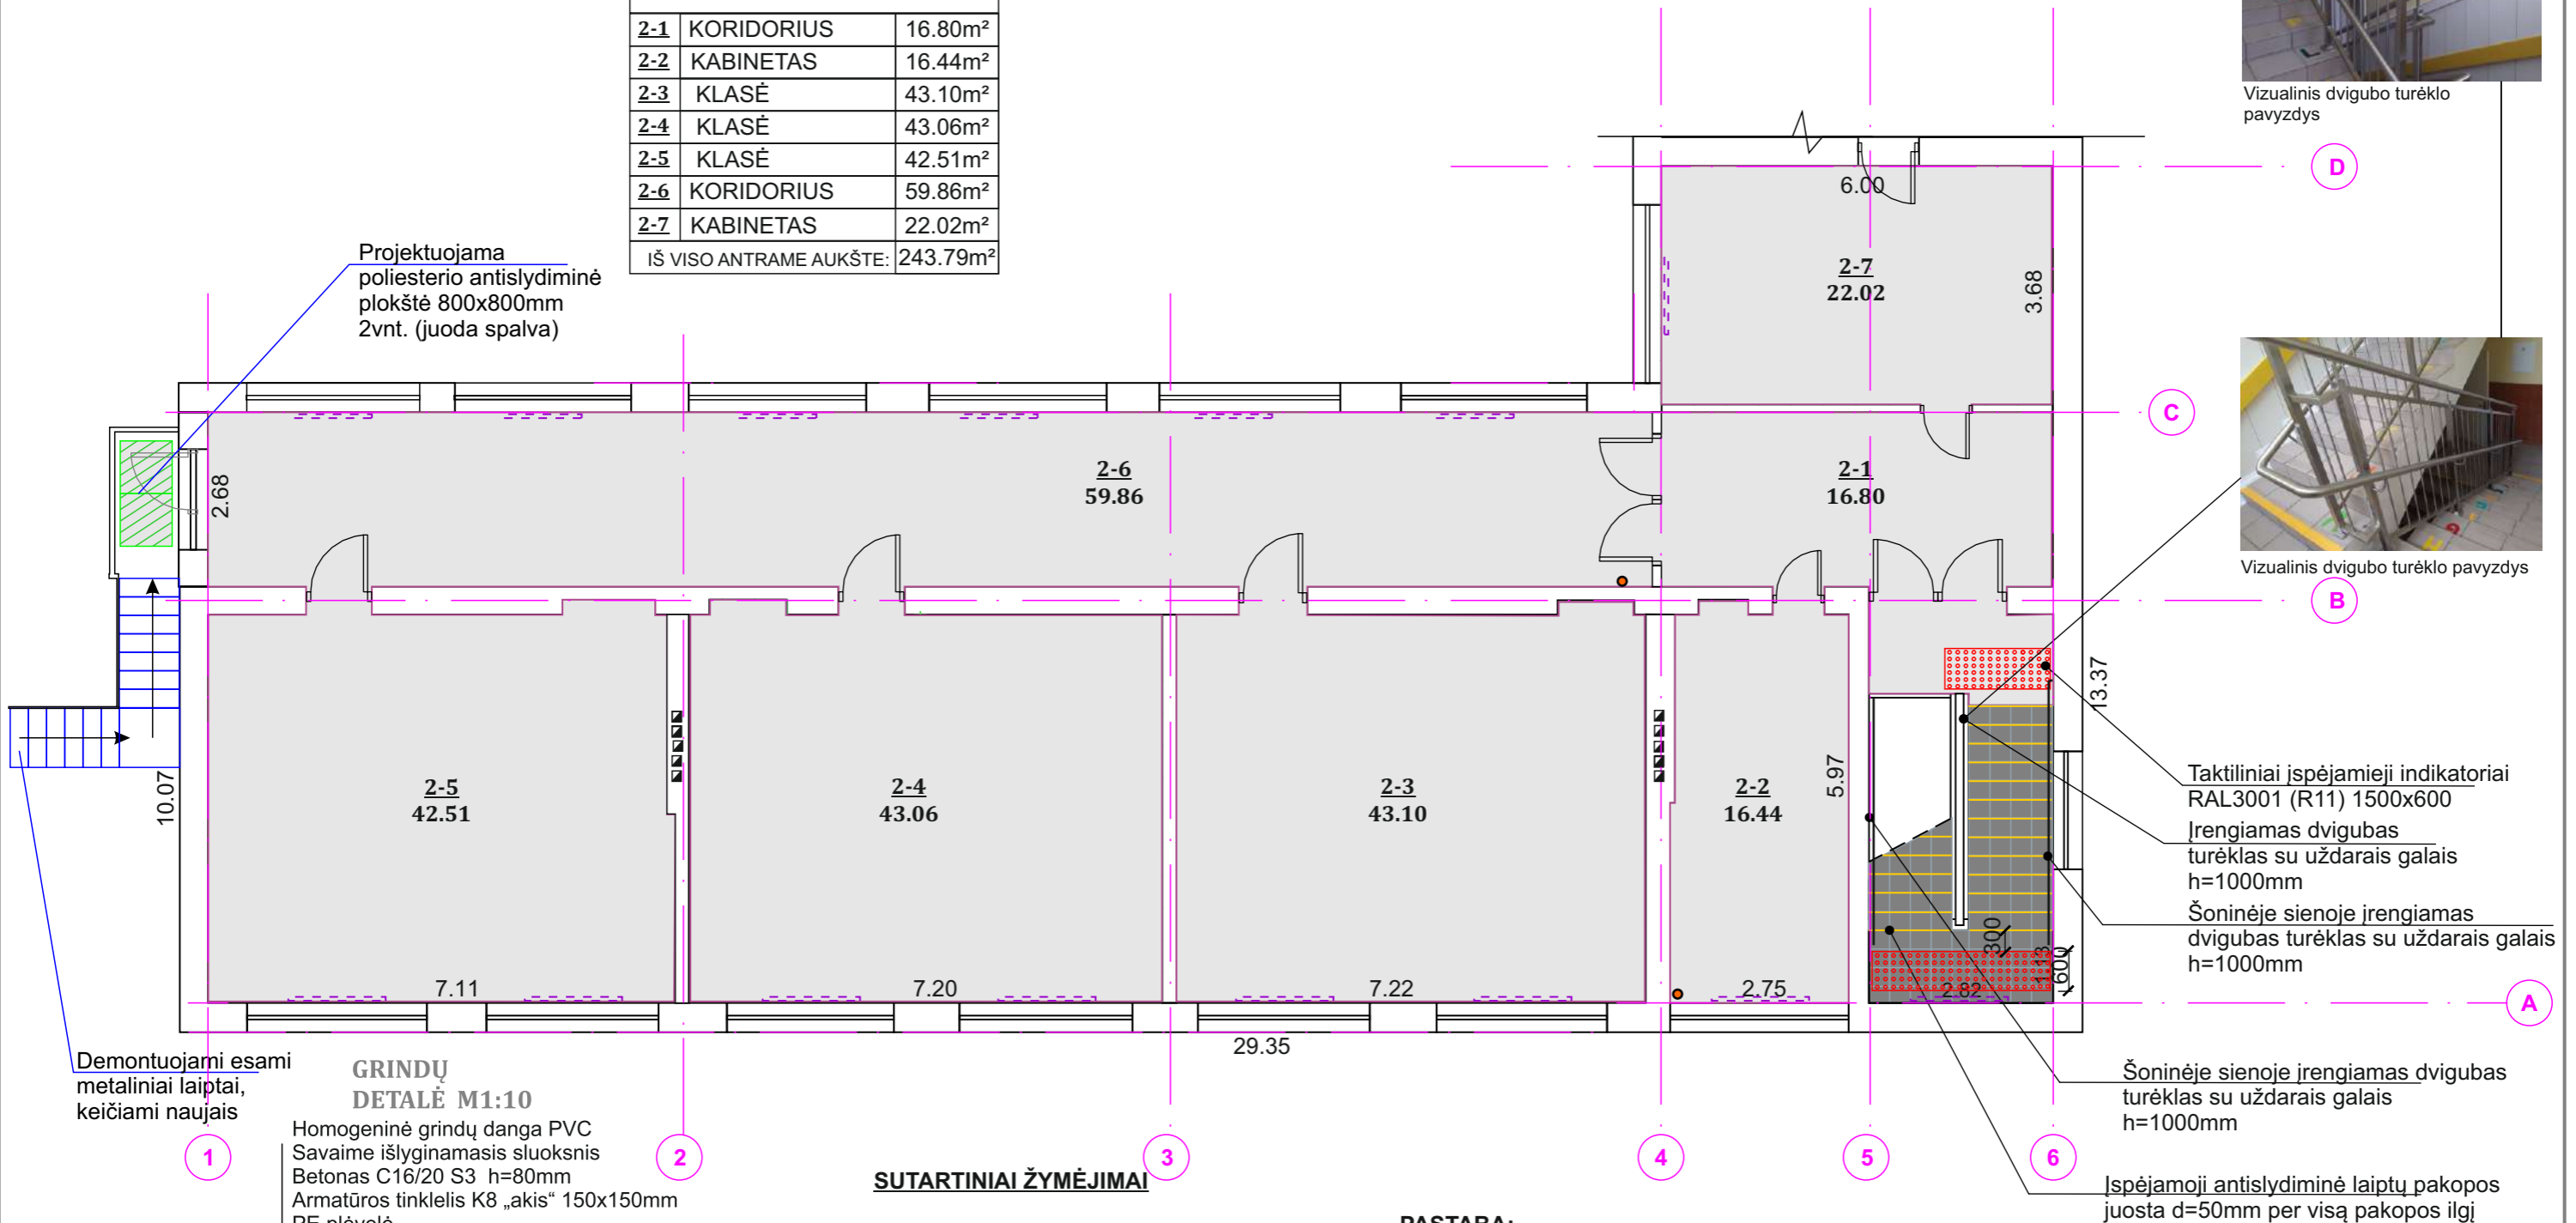 2-1 KORIDORIUS 16.80m²
2-2 KABINETAS 16.44m²
2-3 KLASĖ 43.10m²
2-4 KLASĖ 43.06m²
2-5 KLASĖ 42.51m²
2-6 KORIDORIUS 59.86m²
2-7 KABINETAS 22.02m²
IŠ VISO ANTRAME AUKŠTE: 243.79m²
Vizualinis dvigubo turėklo
pavyzdys
D
6.00
2-7
22.02
3.68
Projektuojama
poliesterio antislydiminė
plokštė 800x800mm
2vnt. (juoda spalva)
C
2.68
2-6
59.86
2-1
16.80
Vizualinis dvigubo turėklo pavyzdys
B
13.37
10.07
2-5
42.51
2-4
43.06
2-3
43.10
2-2
16.44
5.97
Taktiliniai įspėjamieji indikatoriai
RAL3001 (R11) 1500x600
Įrengiamas dvigubas
turėklas su uždarais galais
h=1000mm
Šoninėje sienoje įrengiamas
dvigubas turėklas su uždarais galais
h=1000mm
300
600
7.11
7.20
7.22
2.75
2.82
A
29.35
Demontuojami esami
metaliniai laiptai,
keičiami naujais
GRINDŲ
DETALĖ M1:10
Homogeninė grindų danga PVC
Savaime išlyginamasis sluoksnis
Betonas C16/20 S3 h=80mm
Armatūros tinklelis K8 „akis“ 150x150mm
PE plėvelė
Šoninėje sienoje įrengiamas dvigubas
turėklas su uždarais galais
h=1000mm
1
2
3
4
5
6
SUTARTINIAI ŽYMĖJIMAI
Įspėjamoji antislydiminė laiptų pakopos
juosta d=50mm per visą pakopos ilgį
PASTABA: